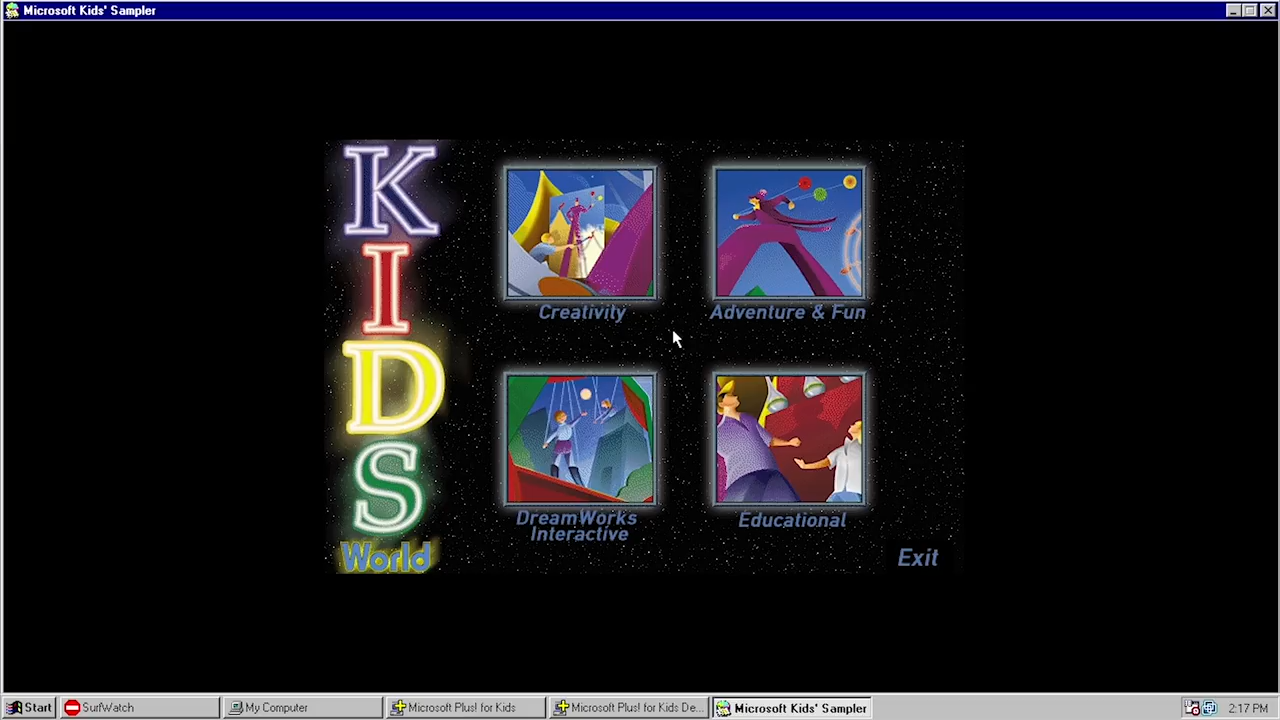 Microsoft Kids' Sampler
KIDS
World
Creativity
Adventure & Fun
DreamWorks
Interactive
Educational
Exit
Start
SurfWatch
My Computer
Microsoft Plus! for Kids
Microsoft Plus! for Kids De...
Microsoft Kids' Sampler
2:17 PM